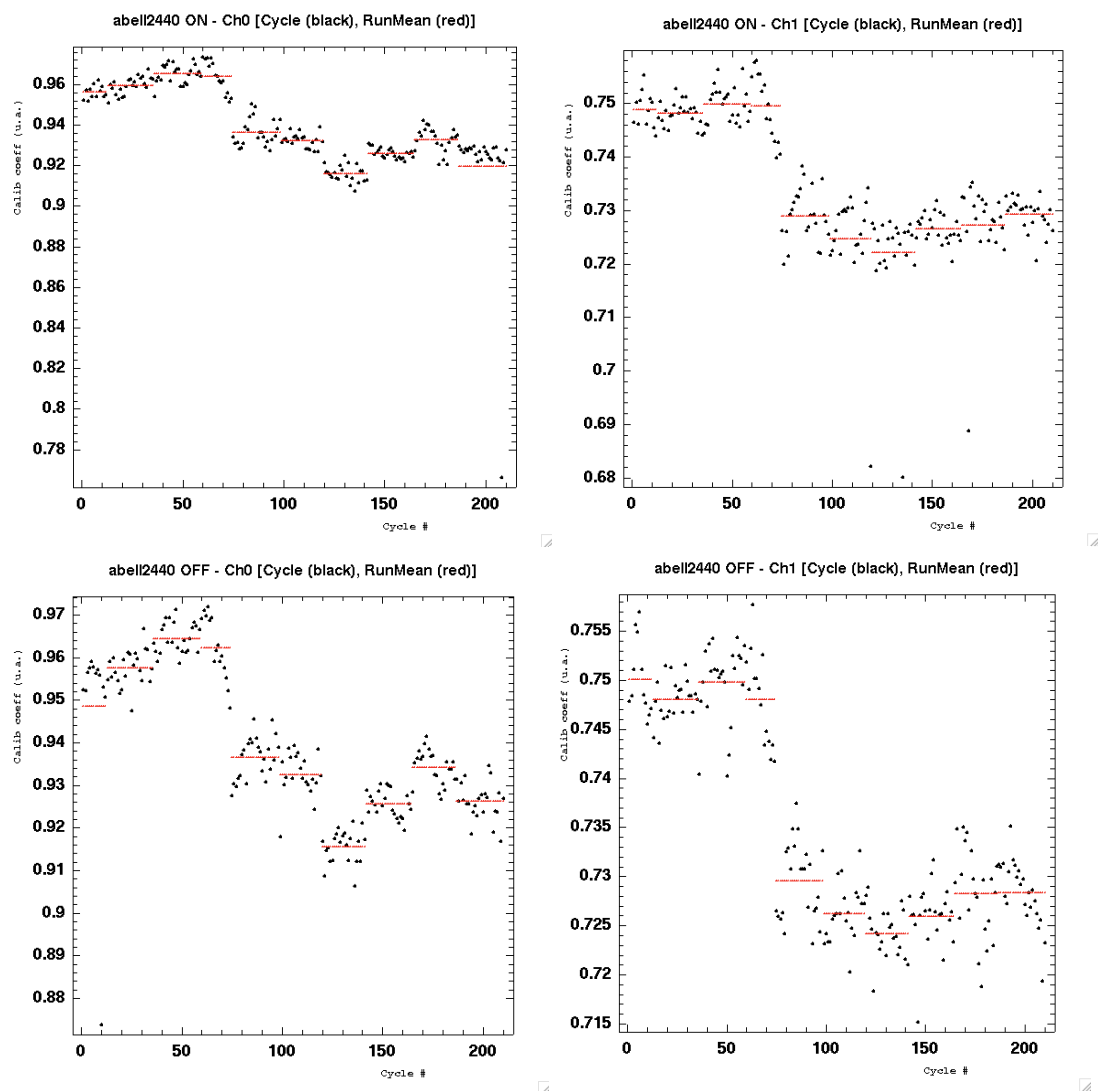 abell2440 ON - Ch0 [Cycle (black), RunMean (red)]
Calib coeff (u.a.)
0.96
0.94
0.92
0.9
0.88
0.86
0.84
0.82
0.8
0.78
0 50 100 150 200
Cycle #
abell2440 ON - Ch1 [Cycle (black), RunMean (red)]
Calib coeff (u.a.)
0.75
0.74
0.73
0.72
0.71
0.7
0.69
0.68
0 50 100 150 200
Cycle #
abell2440 OFF - Ch0 [Cycle (black), RunMean (red)]
Calib coeff (u.a.)
0.97
0.96
0.95
0.94
0.93
0.92
0.91
0.9
0.89
0.88
0 50 100 150 200
Cycle #
abell2440 OFF - Ch1 [Cycle (black), RunMean (red)]
Calib coeff (u.a.)
0.755
0.75
0.745
0.74
0.735
0.73
0.725
0.72
0.715
0 50 100 150 200
Cycle #